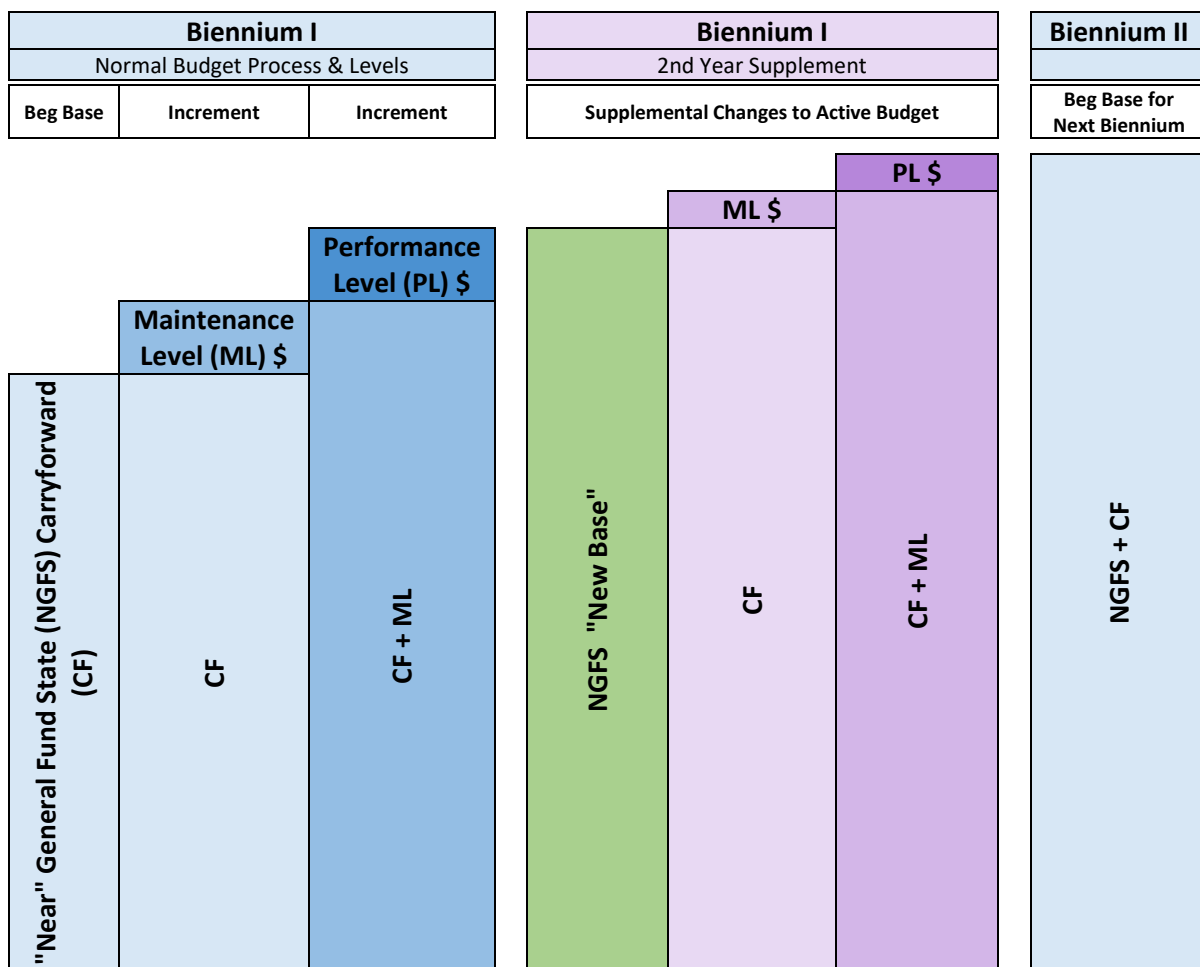 Biennium I
Normal Budget Process & Levels
Beg Base
Increment
Increment
Biennium I
2nd Year Supplement
Supplemental Changes to Active Budget
Biennium II
Beg Base for
Next Biennium
"Near" General Fund State (NGFS) Carryforward
(CF)
Maintenance
Level (ML) $
CF
Performance
Level (PL) $
CF + ML
NGFS "New Base"
ML $
CF
PL $
CF + ML
NGFS + CF